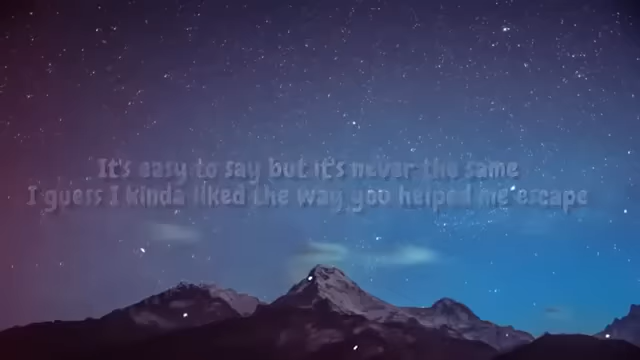 It's easy to say but it's never the same
I guess I kinda liked the way you helped me escape